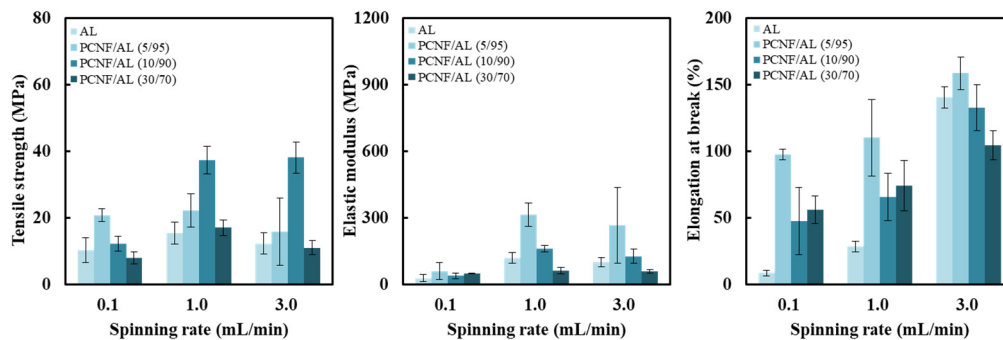 Tensile strength (MPa)
80
60
40
20
0
AL
PCNF/AL (5/95)
PCNF/AL (10/90)
PCNF/AL (30/70)
0.1 1.0 3.0
Spinning rate (mL/min)
Elastic modulus (MPa)
1200
900
600
300
0
AL
PCNF/AL (5/95)
PCNF/AL (10/90)
PCNF/AL (30/70)
0.1 1.0 3.0
Spinning rate (mL/min)
Elongation at break (%)
200
150
100
50
0
AL
PCNF/AL (5/95)
PCNF/AL (10/90)
PCNF/AL (30/70)
0.1 1.0 3.0
Spinning rate (mL/min)